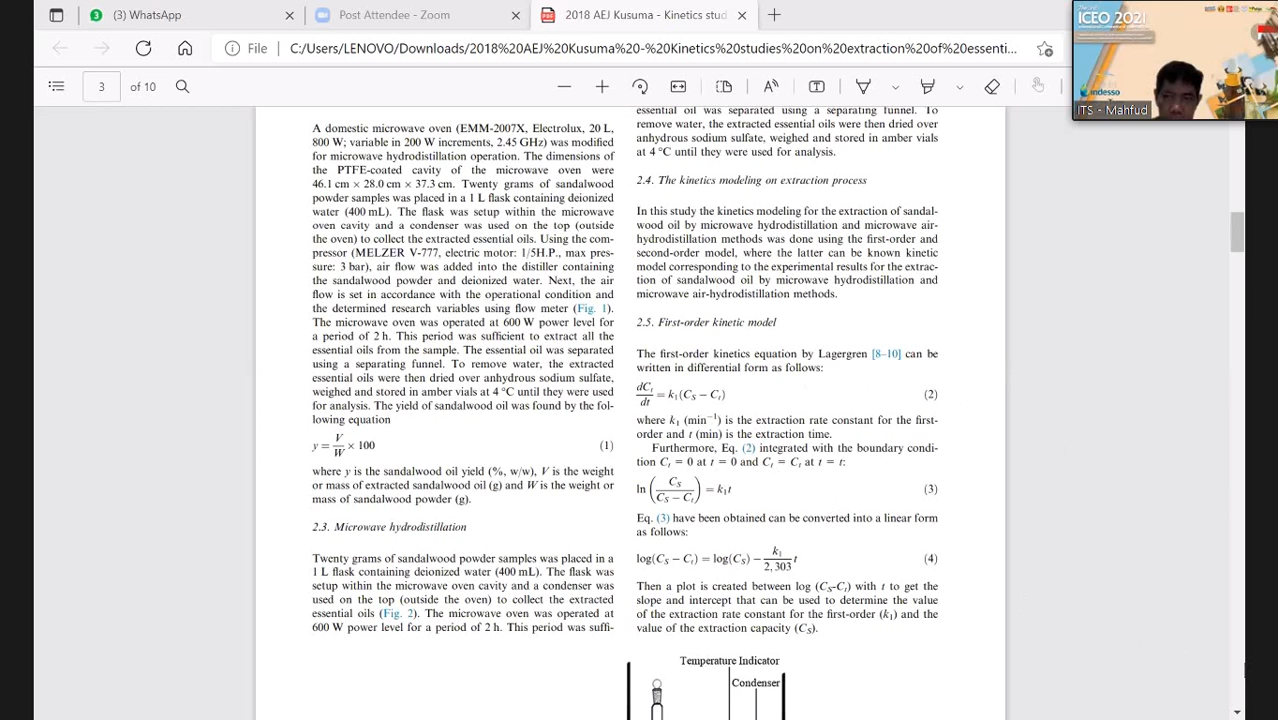 (3) WhatsApp
Post Attendee - Zoom
2018 AEJ Kusuma - Kinetics stud
File
C:/Users/LENO
cs/2018%20AEJ%20Kusuma%20-%20Kinetics%20studies%20on%20extraction%20of%20essenti...
3 of 10
The 3rd
ICEO 2021
indesso
ITS - Mahfud
A domestic microwave oven (EMM-2007X, Electrolux, 20 L,
800 W; variable in 200 W increments, 2.45 GHz) was modified
for microwave hydrodistillation operation. The dimensions of
the PTFE-coated cavity of the microwave oven were
46.1 cm × 28.0 cm × 37.3 cm. Twenty grams of sandalwood
powder samples was placed in a 1 L flask containing deionized
water (400 mL). The flask was setup within the microwave
oven cavity and a condenser was used on the top (outside
the oven) to collect the extracted essential oils. Using the com-
pressor (MELZER V-777, electric motor: 1/5H.P., max pres-
sure: 3 bar), air flow was added into the distiller containing
the sandalwood powder and deionized water. Next, the air
flow is set in accordance with the operational condition and
the determined research variables using flow meter (Fig. 1).
The microwave oven was operated at 600 W power level for
a period of 2 h. This period was sufficient to extract all the
essential oils from the sample. The essential oil was separated
using a separating funnel. To remove water, the extracted
essential oils were then dried over anhydrous sodium sulfate,
weighed and stored in amber vials at 4 °C until they were used
for analysis. The yield of sandalwood oil was found by the fol-
lowing equation
y = V/W × 100 (1)
where y is the sandalwood oil yield (%, w/w), V is the weight
or mass of extracted sandalwood oil (g) and W is the weight or
mass of sandalwood powder (g).
2.3. Microwave hydrodistillation
Twenty grams of sandalwood powder samples was placed in a
1 L flask containing deionized water (400 mL). The flask was
setup within the microwave oven cavity and a condenser was
used on the top (outside the oven) to collect the extracted
essential oils (Fig. 2). The microwave oven was operated at
600 W power level for a period of 2 h. This period was suffi-
essential oil was separated using a separating funnel. To
remove water, the extracted essential oils were then dried over
anhydrous sodium sulfate, weighed and stored in amber vials
at 4 °C until they were used for analysis.
2.4. The kinetics modeling on extraction process
In this study the kinetics modeling for the extraction of sandal-
wood oil by microwave hydrodistillation and microwave air-
hydrodistillation methods was done using the first-order and
second-order model, where the latter can be known kinetic
model corresponding to the experimental results for the extrac-
tion of sandalwood oil by microwave hydrodistillation and
microwave air-hydrodistillation methods.
2.5. First-order kinetic model
The first-order kinetics equation by Lagergren [8–10] can be
written in differential form as follows:
dCt/dt = k1(CS − Ct) (2)
where k1 (min−1) is the extraction rate constant for the first-
order and t (min) is the extraction time.
Furthermore, Eq. (2) integrated with the boundary condi-
tion Ct = 0 at t = 0 and Ct = Ct at t = t:
ln (CS/(CS − Ct)) = k1t (3)
Eq. (3) have been obtained can be converted into a linear form
as follows:
log(CS − Ct) = log(CS) − k1/2,303 t (4)
Then a plot is created between log (CS-Ct) with t to get the
slope and intercept that can be used to determine the value
of the extraction rate constant for the first-order (k1) and the
value of the extraction capacity (CS).
Temperature Indicator
Condenser